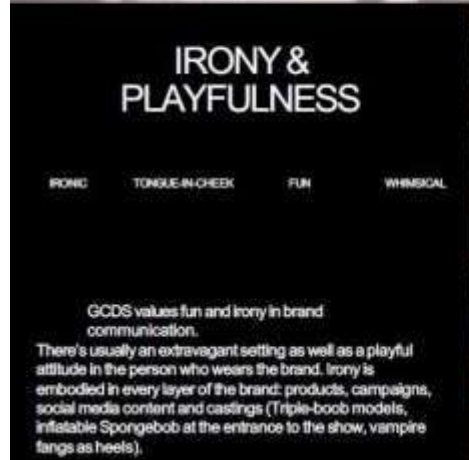 IRONY &
PLAYFULNESS
IRONIC TONGUE-IN-CHEEK FUN WHIMSICAL
GCDS values fun and irony in brand
communication.
There's usually an extravagant setting as well as a playful
attitude in the person who wears the brand. Irony is
embodied in every layer of the brand: products, campaigns,
social media content and castings (Triple-boob models,
inflatable Spongebob at the entrance to the show, vampire
fangs as heels).